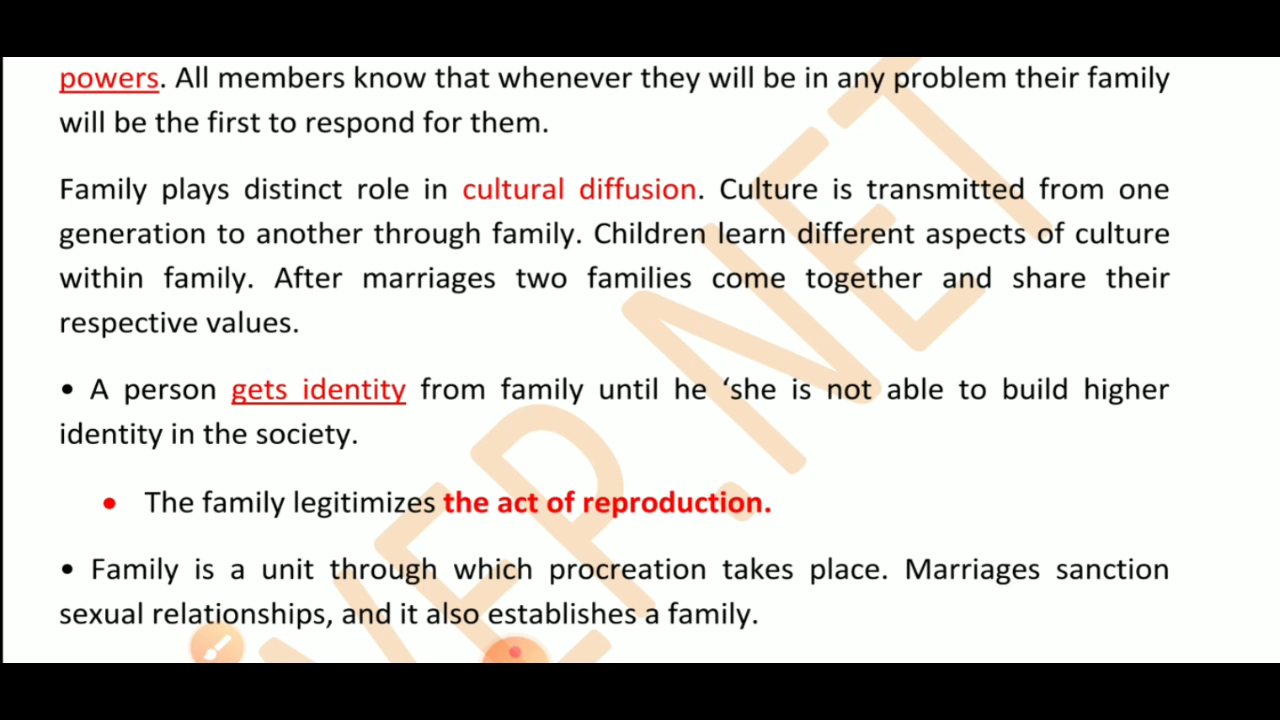 powers. All members know that whenever they will be in any problem their family
will be the first to respond for them.
Family plays distinct role in cultural diffusion. Culture is transmitted from one
generation to another through family. Children learn different aspects of culture
within family. After marriages two families come together and share their
respective values.
• A person gets identity from family until he ‘she is not able to build higher
identity in the society.
• The family legitimizes the act of reproduction.
• Family is a unit through which procreation takes place. Marriages sanction
sexual relationships, and it also establishes a family.
VEP.NET